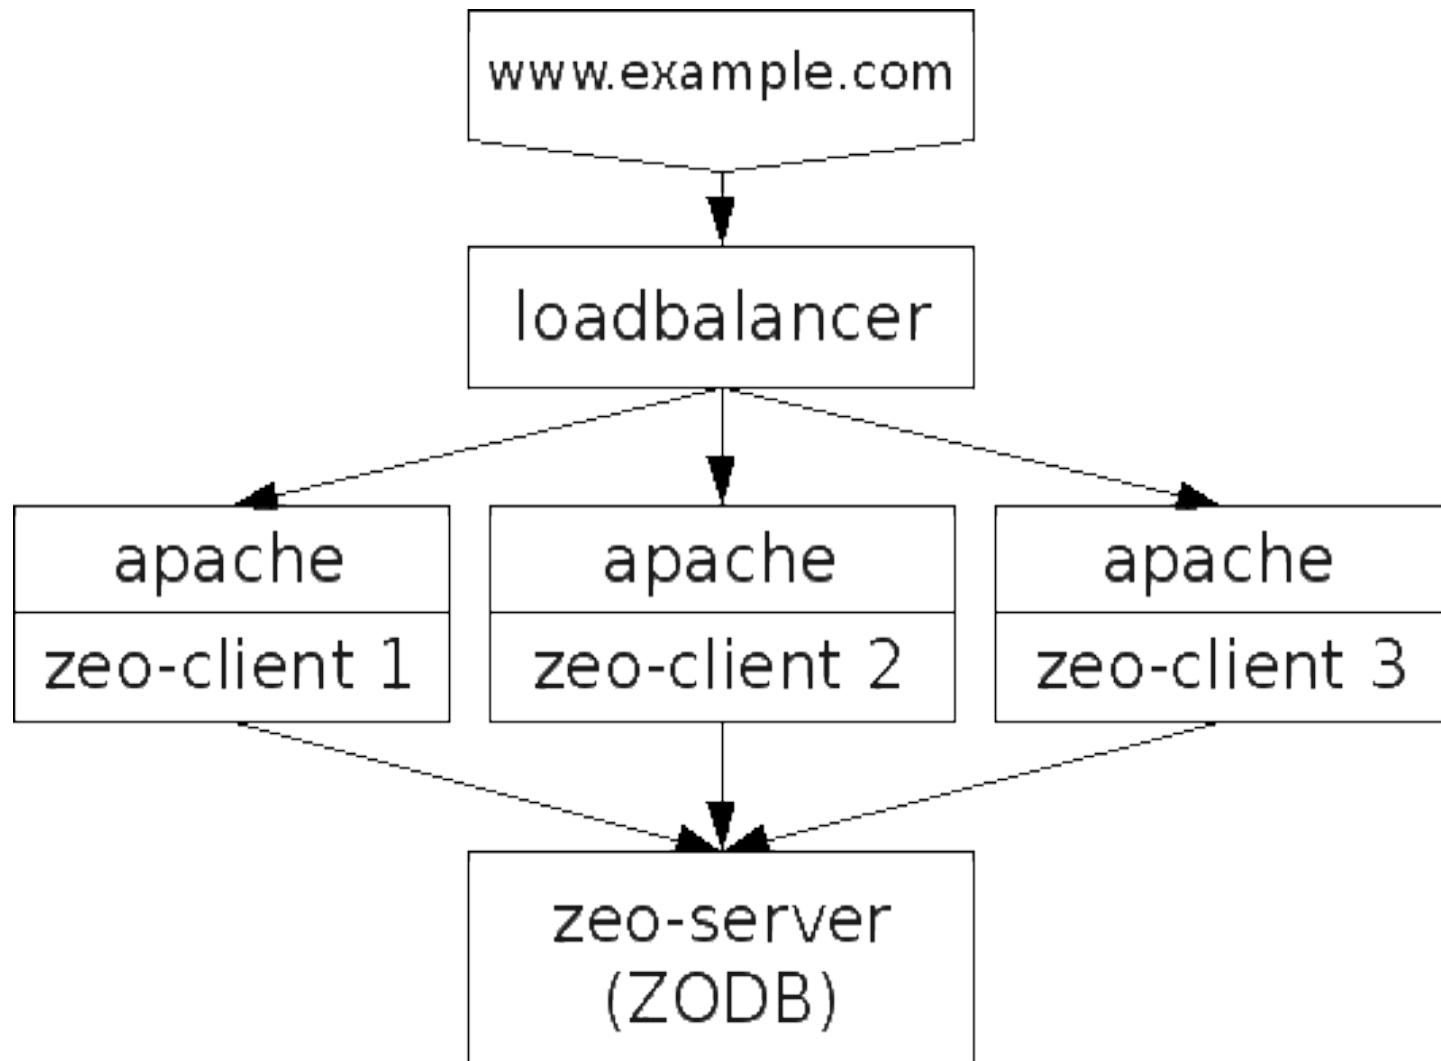 www.example.com
loadbalancer
apache
zeo-client 1
apache
zeo-client 2
apache
zeo-client 3
zeo-server
(ZODB)